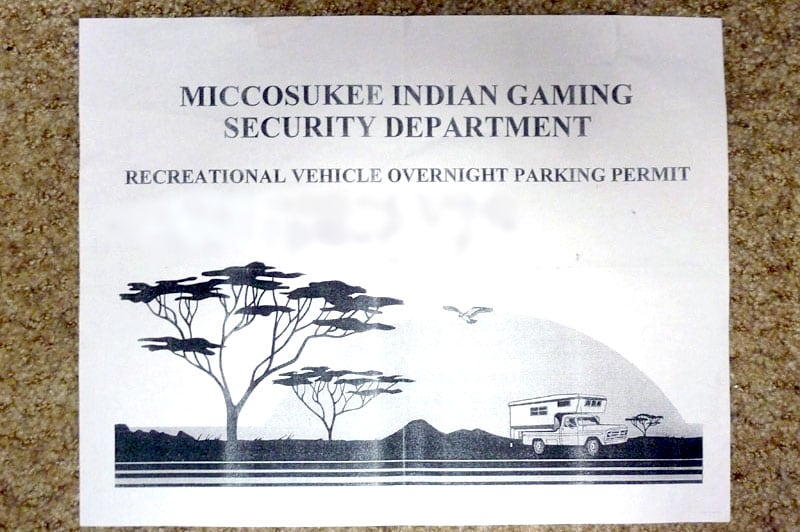 MICCOSUKEE INDIAN GAMING
SECURITY DEPARTMENT
RECREATIONAL VEHICLE OVERNIGHT PARKING PERMIT